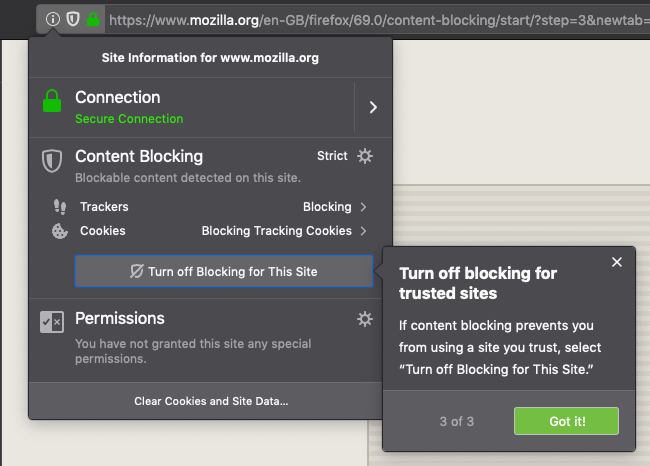 https://www.mozilla.org/en-GB/firefox/69.0/content-blocking/start/?step=3&newtab=
Site Information for www.mozilla.org
Connection
Secure Connection
Content Blocking
Strict
Blockable content detected on this site.
Trackers
Blocking
Cookies
Blocking Tracking Cookies
Turn off Blocking for This Site
Permissions
You have not granted this site any special
permissions.
Clear Cookies and Site Data...
Turn off blocking for
trusted sites
If content blocking prevents you
from using a site you trust, select
“Turn off Blocking for This Site.”
3 of 3
Got it!